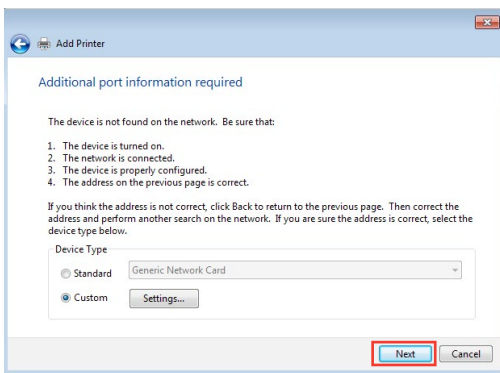 Add Printer
Additional port information required
The device is not found on the network. Be sure that:
1. The device is turned on.
2. The network is connected.
3. The device is properly configured.
4. The address on the previous page is correct.
If you think the address is not correct, click Back to return to the previous page. Then correct the
address and perform another search on the network. If you are sure the address is correct, select the
device type below.
Device Type
Standard Generic Network Card
Custom Settings...
Next Cancel